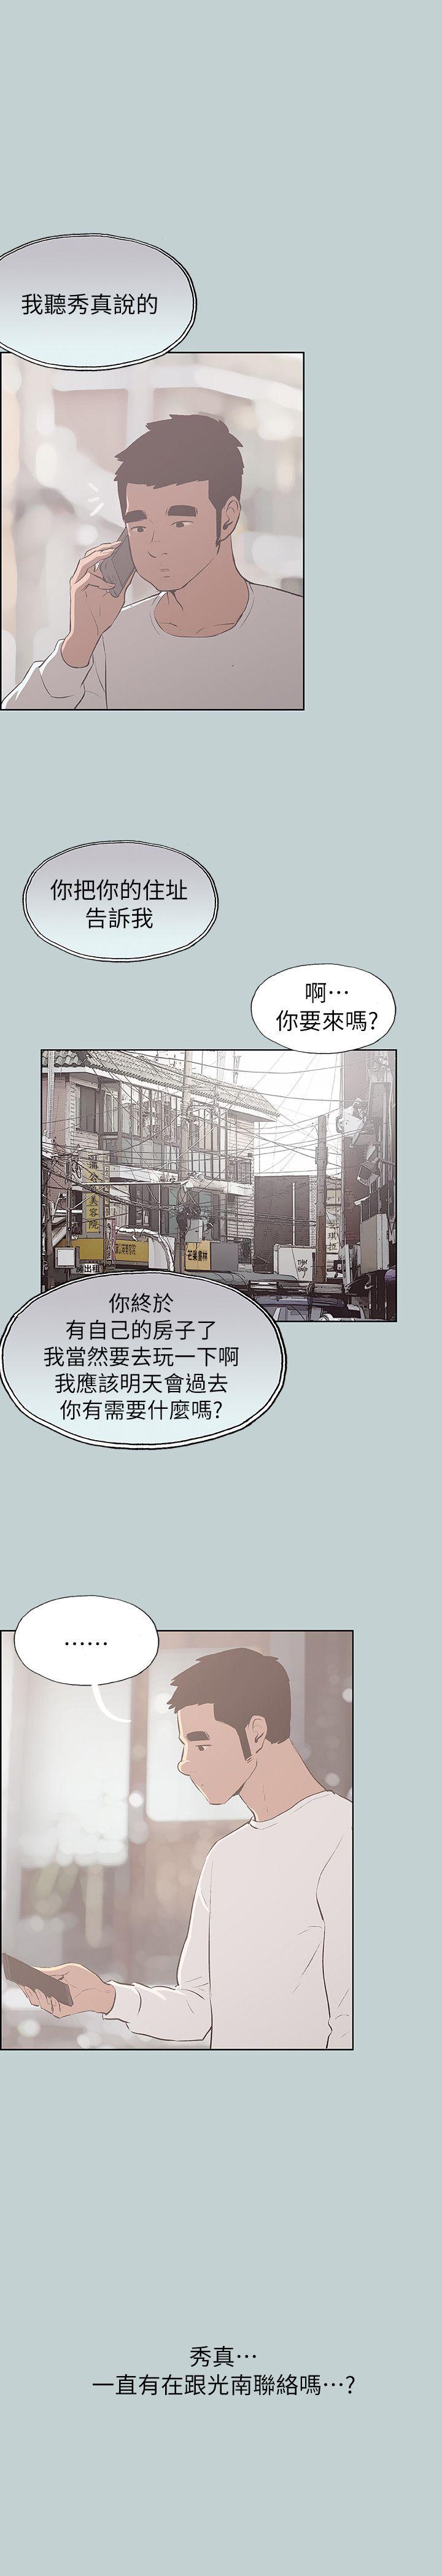 我聽秀真說的
你把你的住址
告訴我
啊…
你要來嗎?
出租
你終於
有自己的房子了
我當然要去玩一下啊
我應該明天會過去
你有需要什麼嗎?
……
秀真…
一直有在跟光南聯絡嗎…?